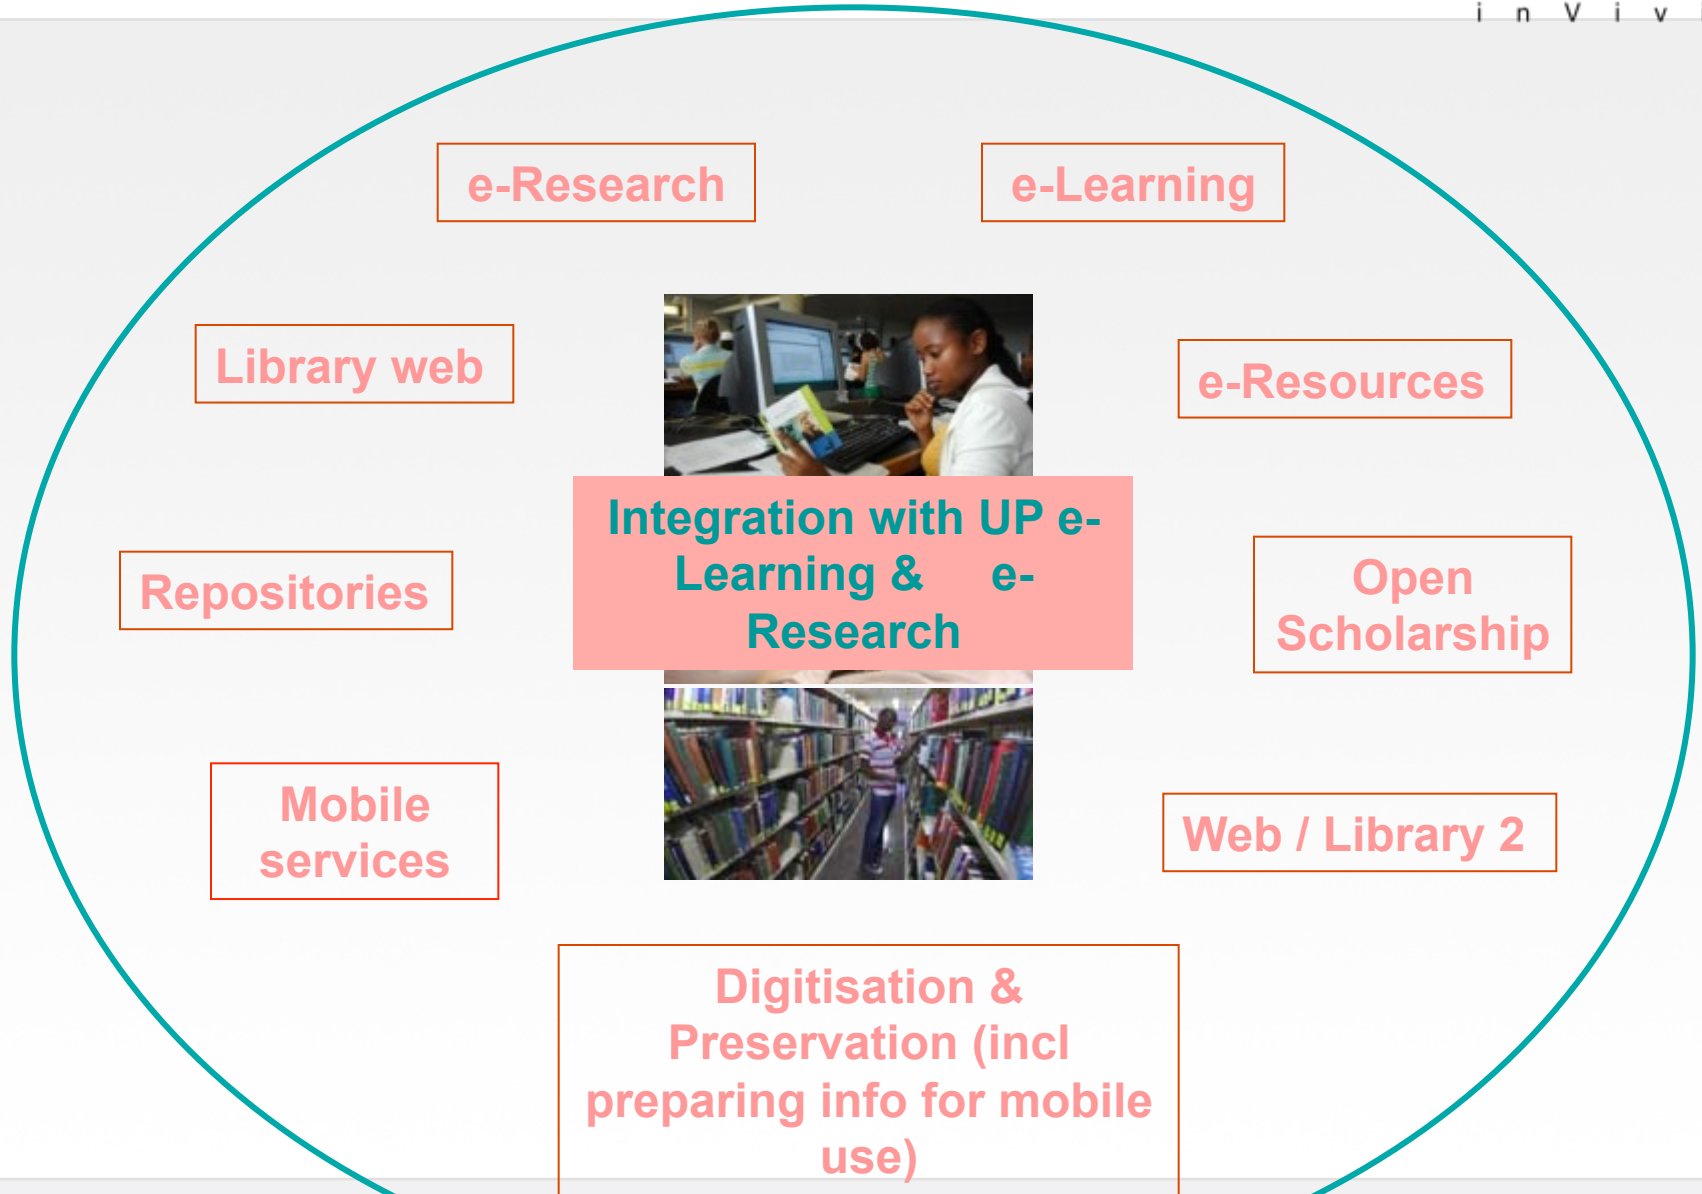 i n V i v i
e-Research
e-Learning
Library web
e-Resources
Integration with UP e-
Learning & e-
Research
Repositories
Open
Scholarship
Mobile
services
Web / Library 2
Digitisation &
Preservation (incl
preparing info for mobile
use)